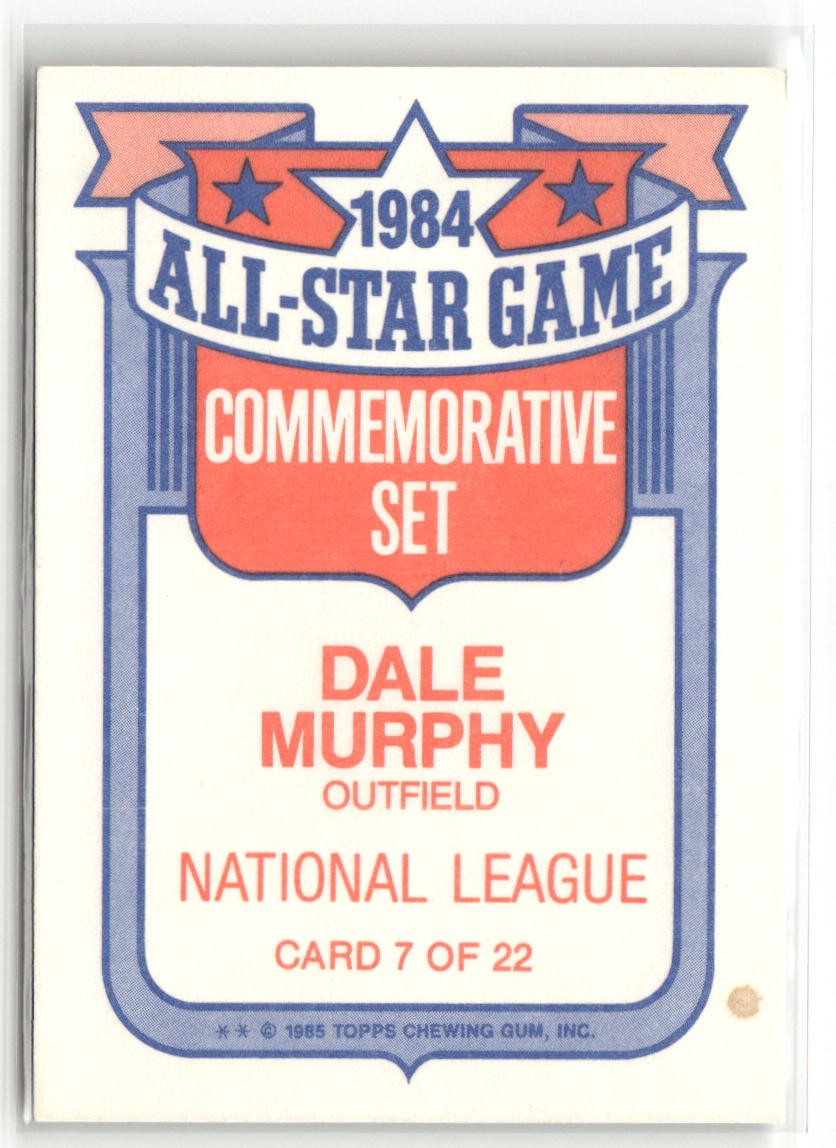 1984
ALL-STAR GAME
COMMEMORATIVE
SET
DALE
MURPHY
OUTFIELD
NATIONAL LEAGUE
CARD 7 OF 22
** © 1985 TOPPS CHEWING GUM, INC.